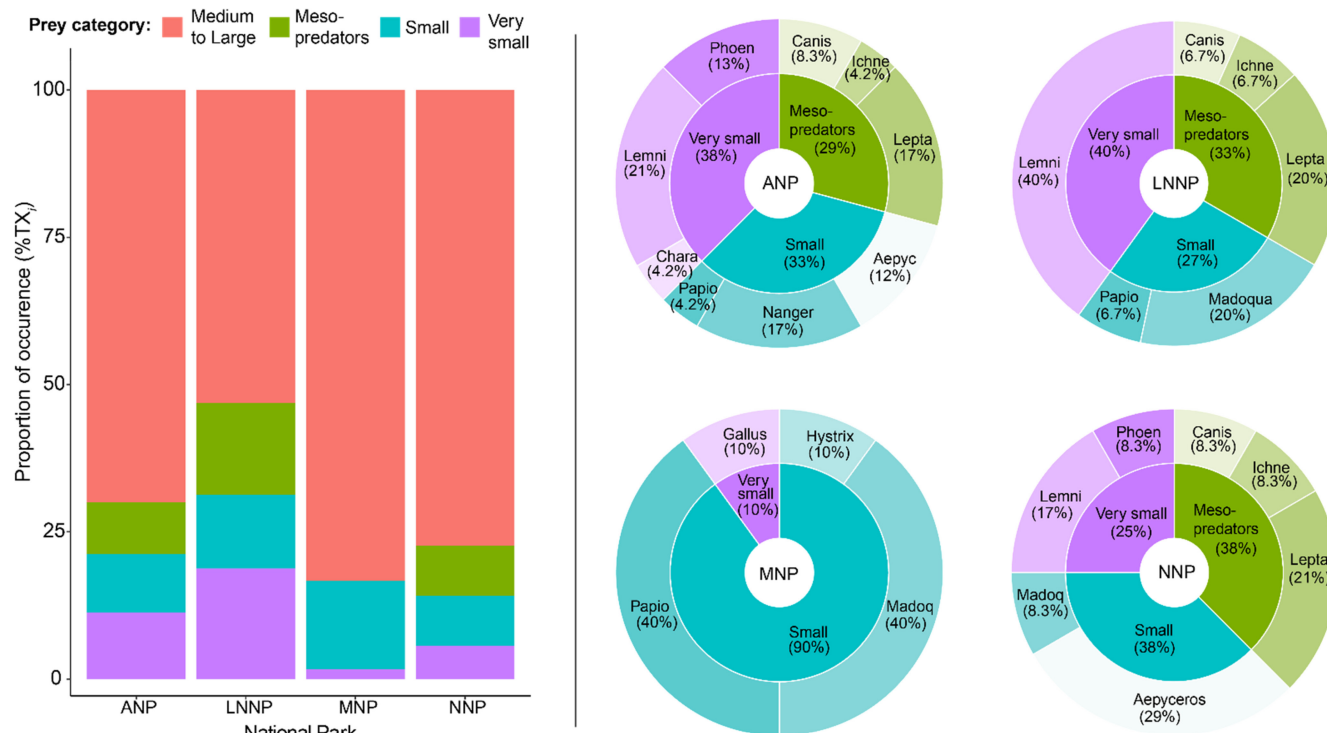 Prey category:
Medium
to Large
Meso-
predators
Small
Very
small
Proportion of occurence (%TXj)
100
75
50
25
0
ANP
LNNP
MNP
NNP
National Park
Phoen
(13%)
Canis
(8.3%)
Ichne
(4.2%)
Lepta
(17%)
Lemni
(21%)
Very small
(38%)
Meso-
predators
(29%)
ANP
Small
(33%)
Aepyc
(12%)
Chara
(4.2%)
Papio
(4.2%)
Nanger
(17%)
Canis
(6.7%)
Ichne
(6.7%)
Lepta
(20%)
Lemni
(40%)
Very small
(40%)
Meso-
predators
(33%)
LNNP
Small
(27%)
Papio
(6.7%)
Madoqua
(20%)
Gallus
(10%)
Hystrix
(10%)
Very
small
(10%)
MNP
Papio
(40%)
Madoq
(40%)
Small
(90%)
Phoen
(8.3%)
Canis
(8.3%)
Ichne
(8.3%)
Lemni
(17%)
Very small
(25%)
Meso-
predators
(38%)
Lepta
(21%)
NNP
Madoq
(8.3%)
Small
(38%)
Aepyceros
(29%)